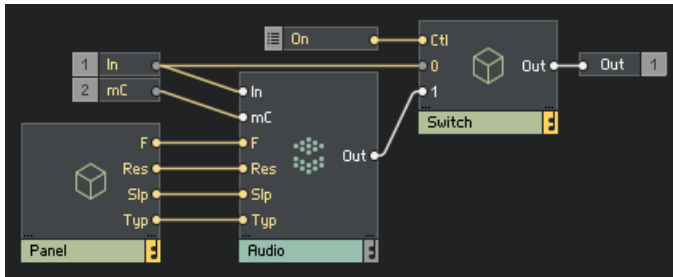 On
Ctl
0
Out
Out 1
1
Switch
1 In
2 mC
In
mC
F
Res
Slp
Typ
Out
Audio
F
Res
Slp
Typ
Panel